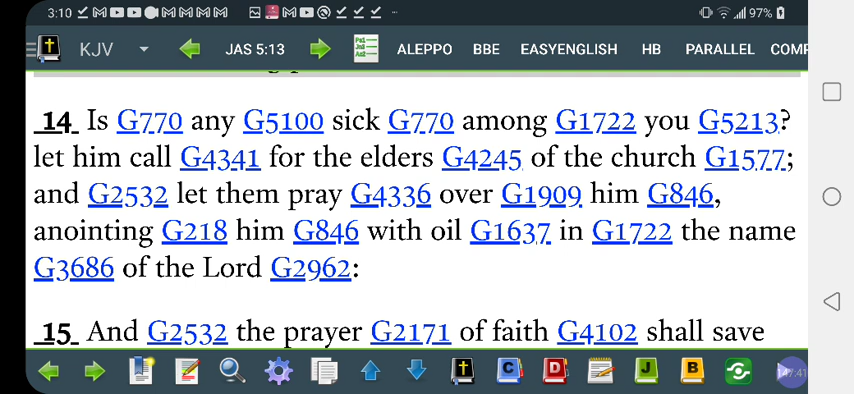 3:10 97%
KJV JAS 5:13 ALEPPO BBE EASYENGLISH HB PARALLEL COMP
14 Is G770 any G5100 sick G770 among G1722 you G5213?
let him call G4341 for the elders G4245 of the church G1577;
and G2532 let them pray G4336 over G1909 him G846,
anointing G218 him G846 with oil G1637 in G1722 the name
G3686 of the Lord G2962:
15 And G2532 the prayer G2171 of faith G4102 shall save
C D J B 147:41